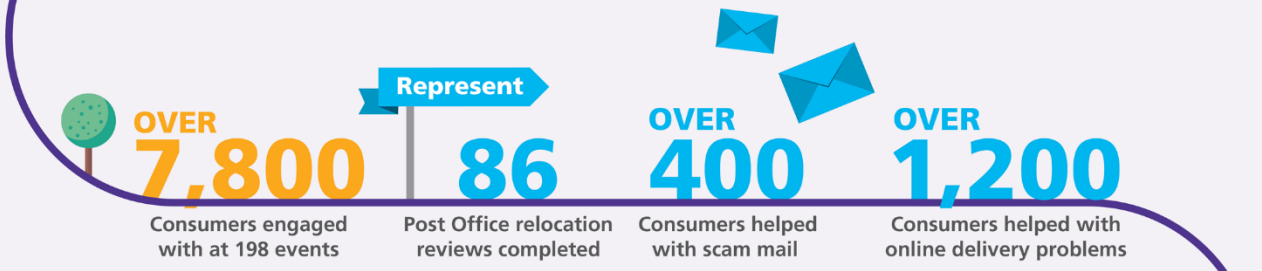 OVER
7,800
Consumers engaged
with at 198 events
Represent
86
Post Office relocation
reviews completed
OVER
400
Consumers helped
with scam mail
OVER
1,200
Consumers helped with
online delivery problems